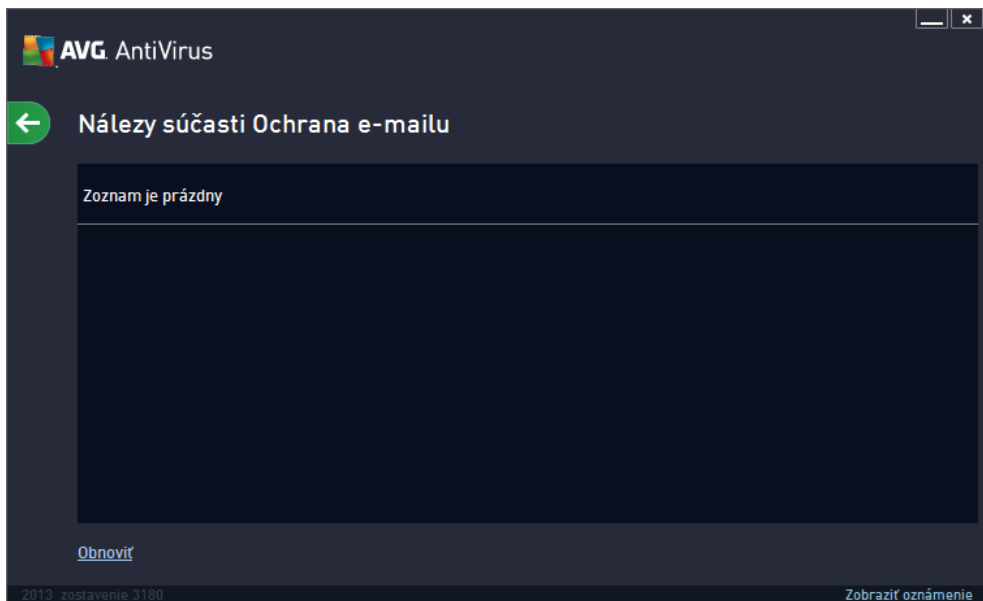 AVG. AntiVirus
Nálezy súčasti Ochrana e-mailu
Zoznam je prázdny
Obnoviť
2013 zostavenie 3180
Zobraziť oznámenie